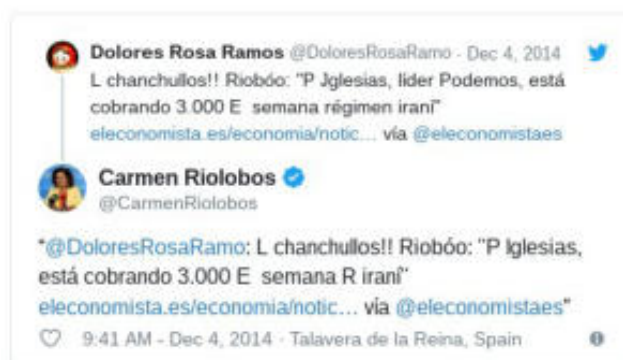 Dolores Rosa Ramos @DoloresRosaRamo · Dec 4, 2014
L chanchullos!! Riobóo: "P Jglesias, lider Podemos, está
cobrando 3.000 E semana régimen iraní"
eleconomista.es/economia/notic... vía @eleconomistaes
Carmen Riolobos
@CarmenRiolobos
"@DoloresRosaRamo: L chanchullos!! Riobóo: "P Iglesias,
está cobrando 3.000 E semana R iraní"
eleconomista.es/economia/notic... vía @eleconomistaes"
9:41 AM - Dec 4, 2014 · Talavera de la Reina, Spain